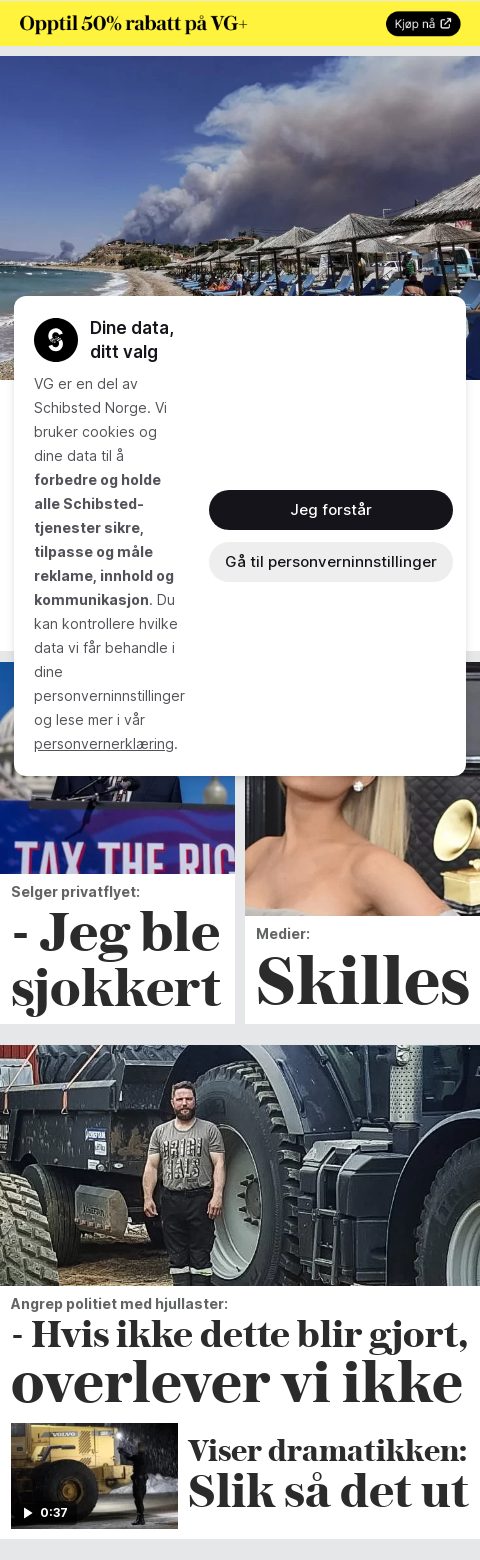 Opptil 50% rabatt på VG+
Kjøp nå
Dine data,
ditt valg
VG er en del av
Schibsted Norge. Vi
bruker cookies og
dine data til å
forbedre og holde
alle Schibsted-
tjenester sikre,
tilpasse og måle
reklame, innhold og
kommunikasjon. Du
kan kontrollere hvilke
data vi får behandle i
dine
personverninnstillinger
og lese mer i vår
personvernerklæring.
Jeg forstår
Gå til personverninnstillinger
TAX THE RIC
Selger privatflyet:
- Jeg ble
sjokkert
Medier:
Skilles
Angrep politiet med hjullaster:
- Hvis ikke dette blir gjort,
overlever vi ikke
VOLVO
0:37
Viser dramatikken:
Slik så det ut